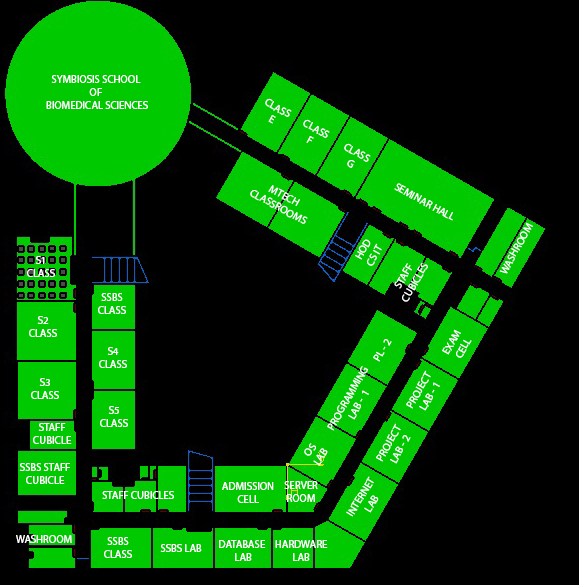 SYMBIOSIS SCHOOL
OF
BIOMEDICAL SCIENCES
CLASS
E
CLASS
F
CLASS
G
SEMINAR HALL
MTECH
CLASSROOMS
HOD
CS IT
STAFF
CUBICLES
WASHROOM
S1
CLASS
SSBS
CLASS
S2
CLASS
S4
CLASS
S3
CLASS
S5
CLASS
STAFF
CUBICLE
SSBS STAFF
CUBICLE
PL - 2
EXAM
CELL
PROGRAMMING
LAB - 1
PROJECT
LAB - 1
OS
LAB
PROJECT
LAB - 2
STAFF CUBICLES
ADMISSION
CELL
SERVER
ROOM
INTERNET
LAB
WASHROOM
SSBS
CLASS
SSBS LAB
DATABASE
LAB
HARDWARE
LAB